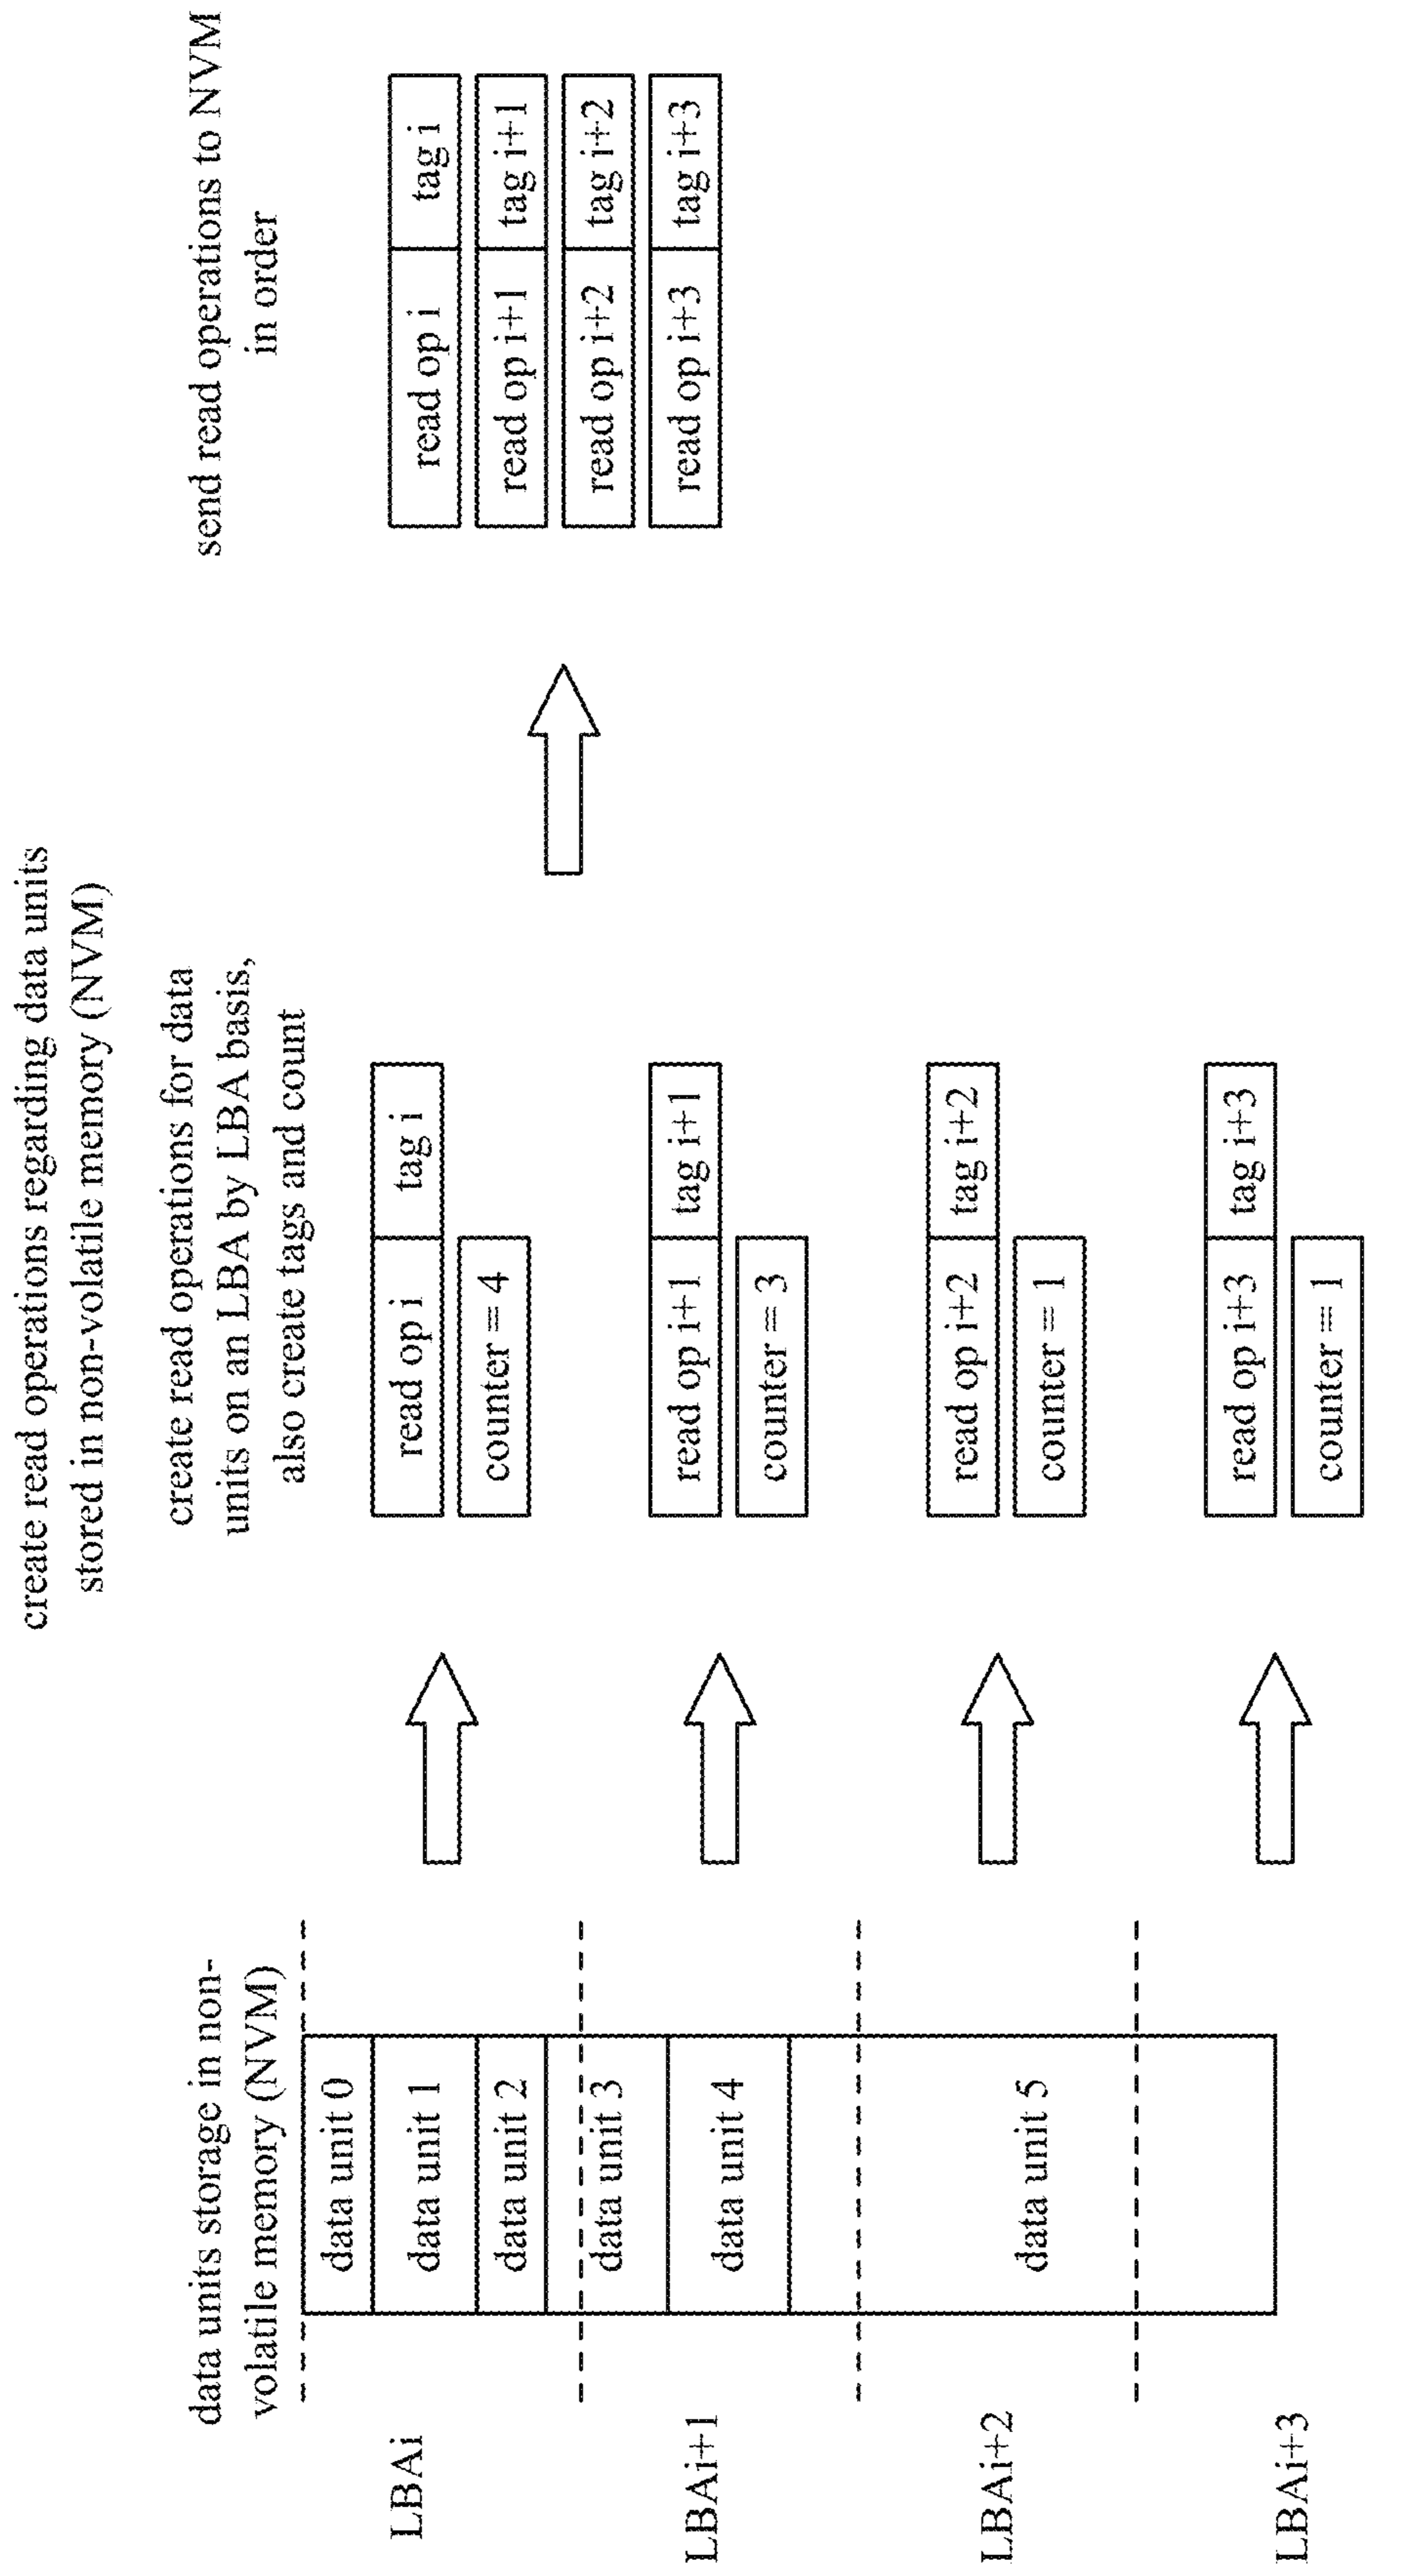 create read operations regarding data units
stored in non-volatile memory (NVM)
data units storage in non-
volatile memory (NVM)
create read operations for data
units on an LBA by LBA basis,
also create tags and count
send read operations to NVM
in order
LBAi
data unit 0
data unit 1
data unit 2
data unit 3
LBAi+1
data unit 4
LBAi+2
data unit 5
LBAi+3
read op i
tag i
counter = 4
read op i+1
tag i+1
counter = 3
read op i+2
tag i+2
counter = 1
read op i+3
tag i+3
counter = 1
read op i
tag i
read op i+1
tag i+1
read op i+2
tag i+2
read op i+3
tag i+3